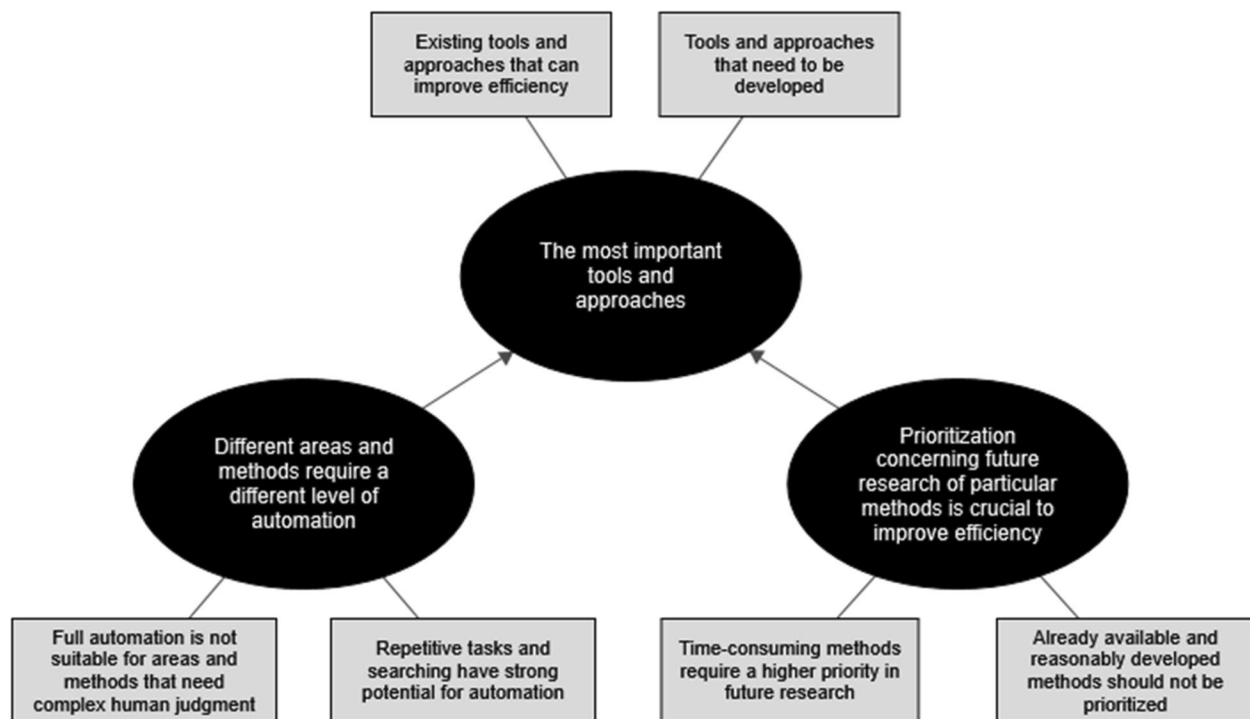 Existing tools and
approaches that can
improve efficiency
Tools and approaches
that need to be
developed
The most important
tools and
approaches
Different areas and
methods require a
different level of
automation
Prioritization
concerning future
research of particular
methods is crucial to
improve efficiency
Full automation is not
suitable for areas and
methods that need
complex human judgment
Repetitive tasks and
searching have strong
potential for automation
Time-consuming methods
require a higher priority in
future research
Already available and
reasonably developed
methods should not be
prioritized